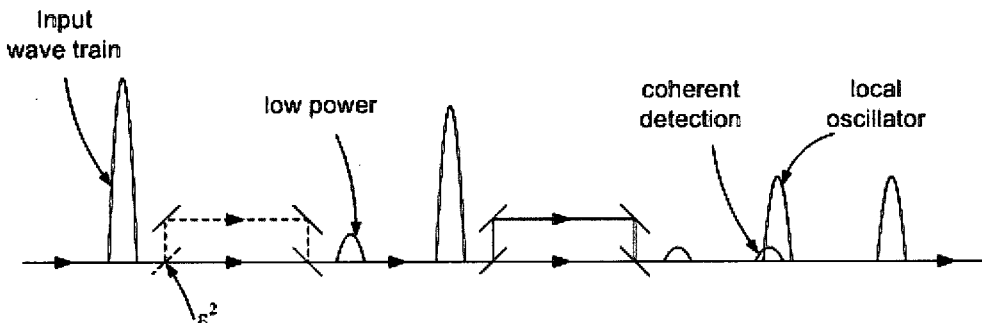 Input
wave train
low power
coherent
detection
local
oscillator
ε²